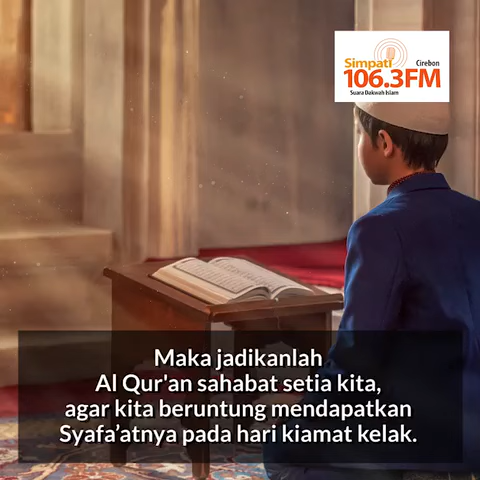 Simpati Cirebon
106.3FM
Suara Dakwah Islam
Maka jadikanlah
Al Qur'an sahabat setia kita,
agar kita beruntung mendapatkan
Syafa’atnya pada hari kiamat kelak.